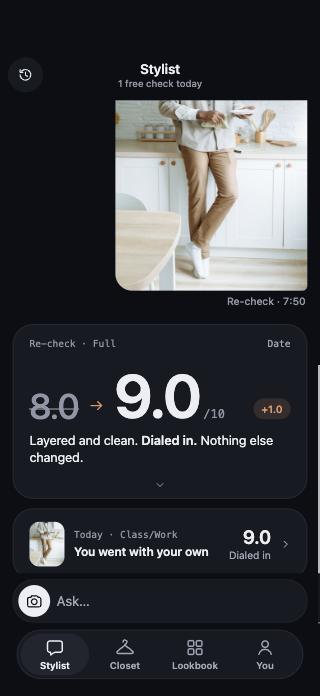 Stylist
1 free check today
Re-check · 7:50
Re-check · Full
Date
8.0 → 9.0 /10
+1.0
Layered and clean. Dialed in. Nothing else
changed.
Today · Class/Work
You went with your own
9.0
Dialed in
Ask...
Stylist
Closet
Lookbook
You